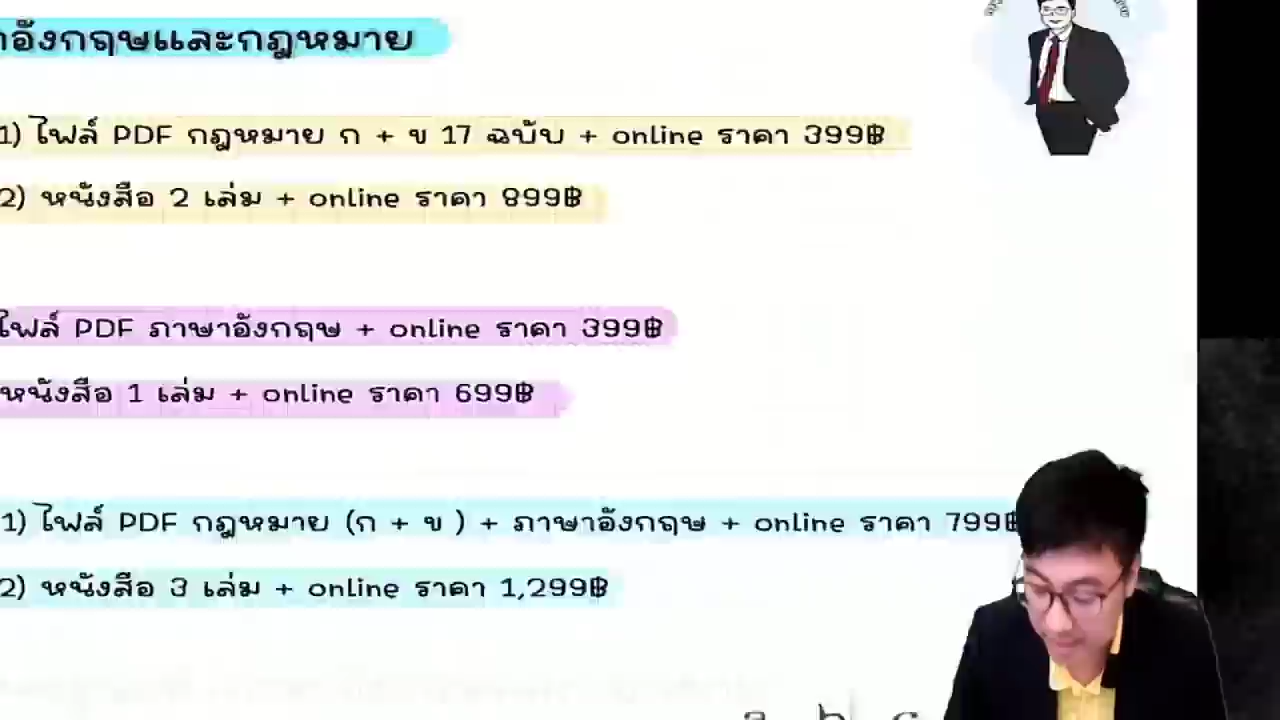 าอังกฤษและกฎหมาย
1) ไฟล์ PDF กฎหมาย ก + ข 17 ฉบับ + online ราคา 399฿
2) หนังสือ 2 เล่ม + online ราคา 899฿
ไฟล์ PDF ภาษาอังกฤษ + online ราคา 399฿
หนังสือ 1 เล่ม + online ราคา 699฿
1) ไฟล์ PDF กฎหมาย (ก + ข ) + ภาษาอังกฤษ + online ราคา 799฿
2) หนังสือ 3 เล่ม + online ราคา 1,299฿
a b c